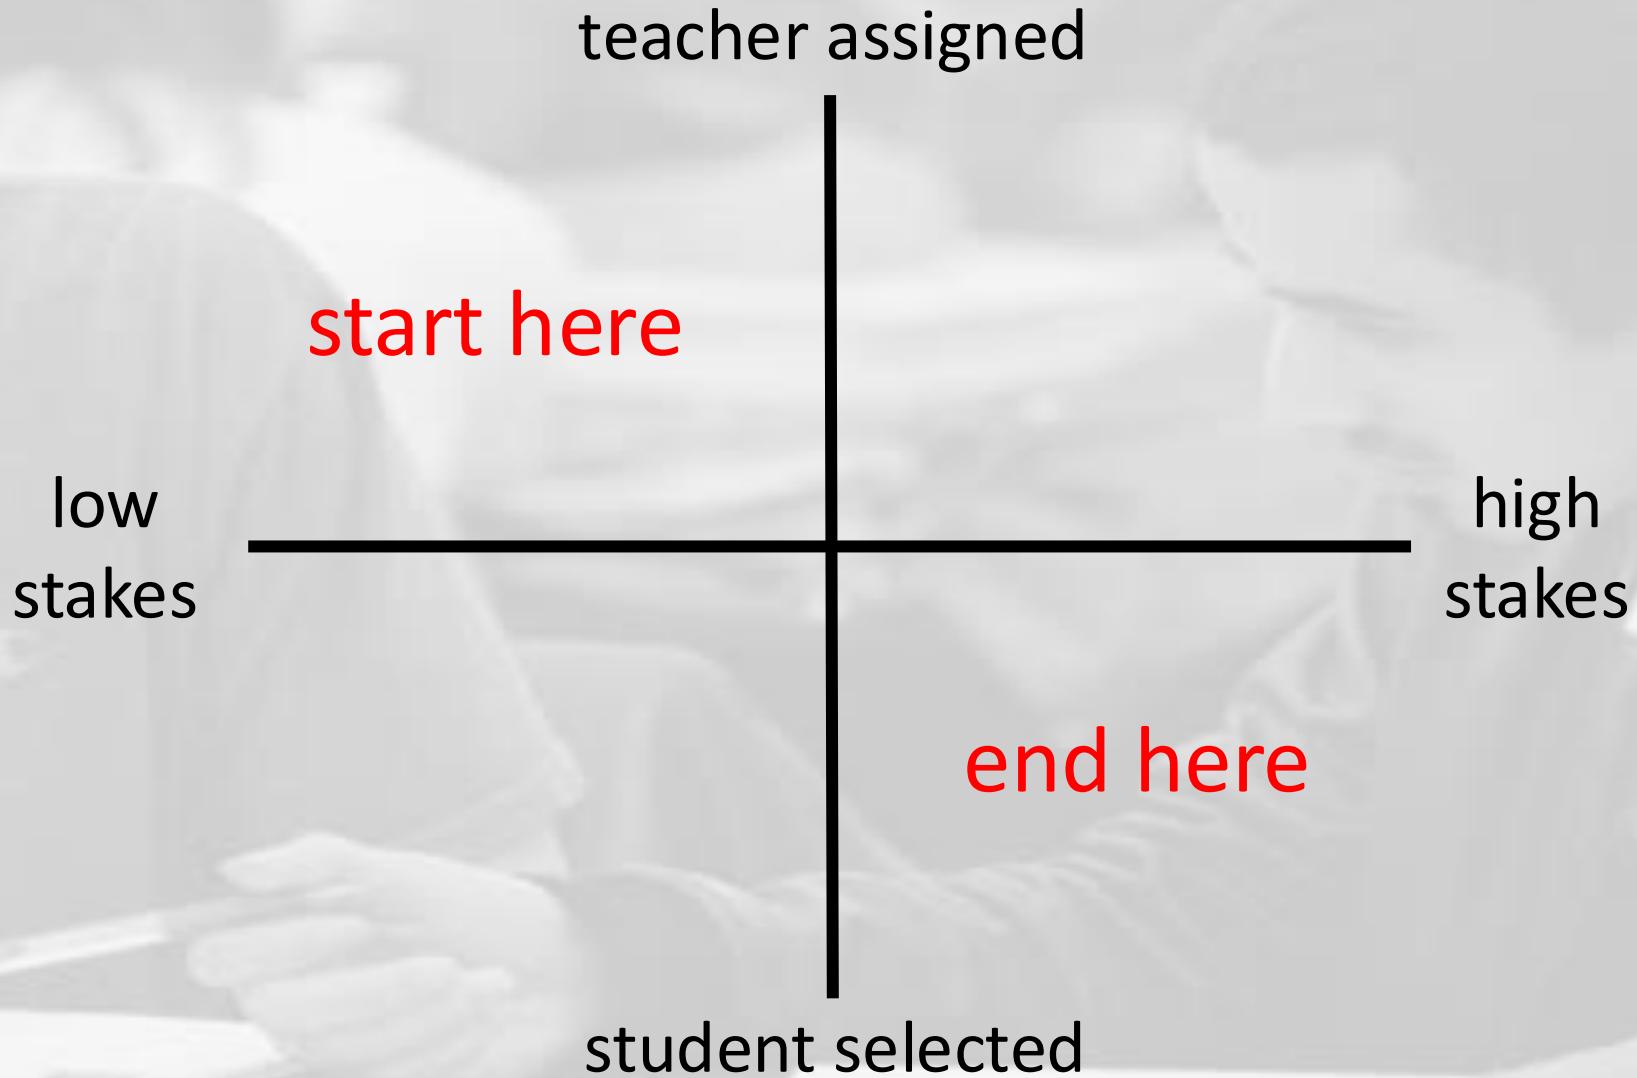 teacher assigned
start here
low
stakes
high
stakes
end here
student selected